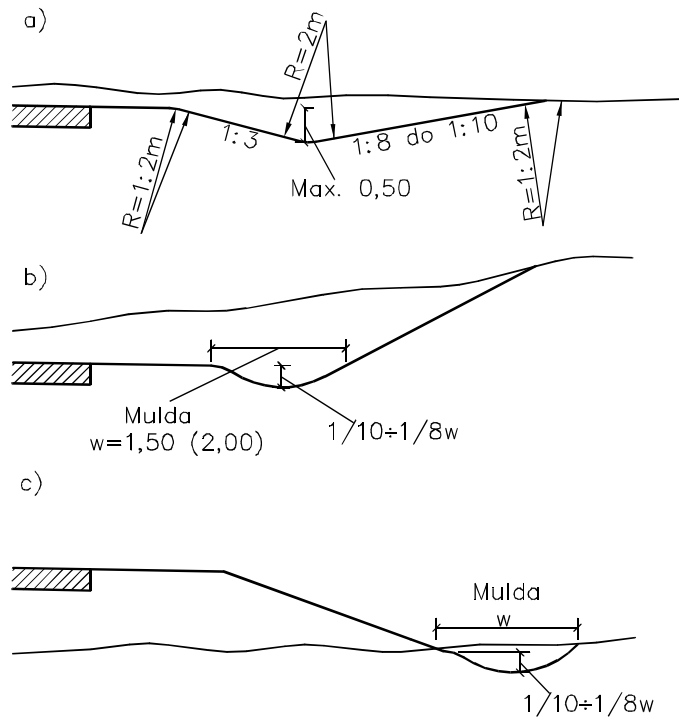 a)
R=2m
1:3
1:8 do 1:10
R=1:2m
Max. 0,50
R=1:2m
b)
Mulda
w=1,50 (2,00)
1/10÷1/8w
c)
Mulda
w
1/10÷1/8w